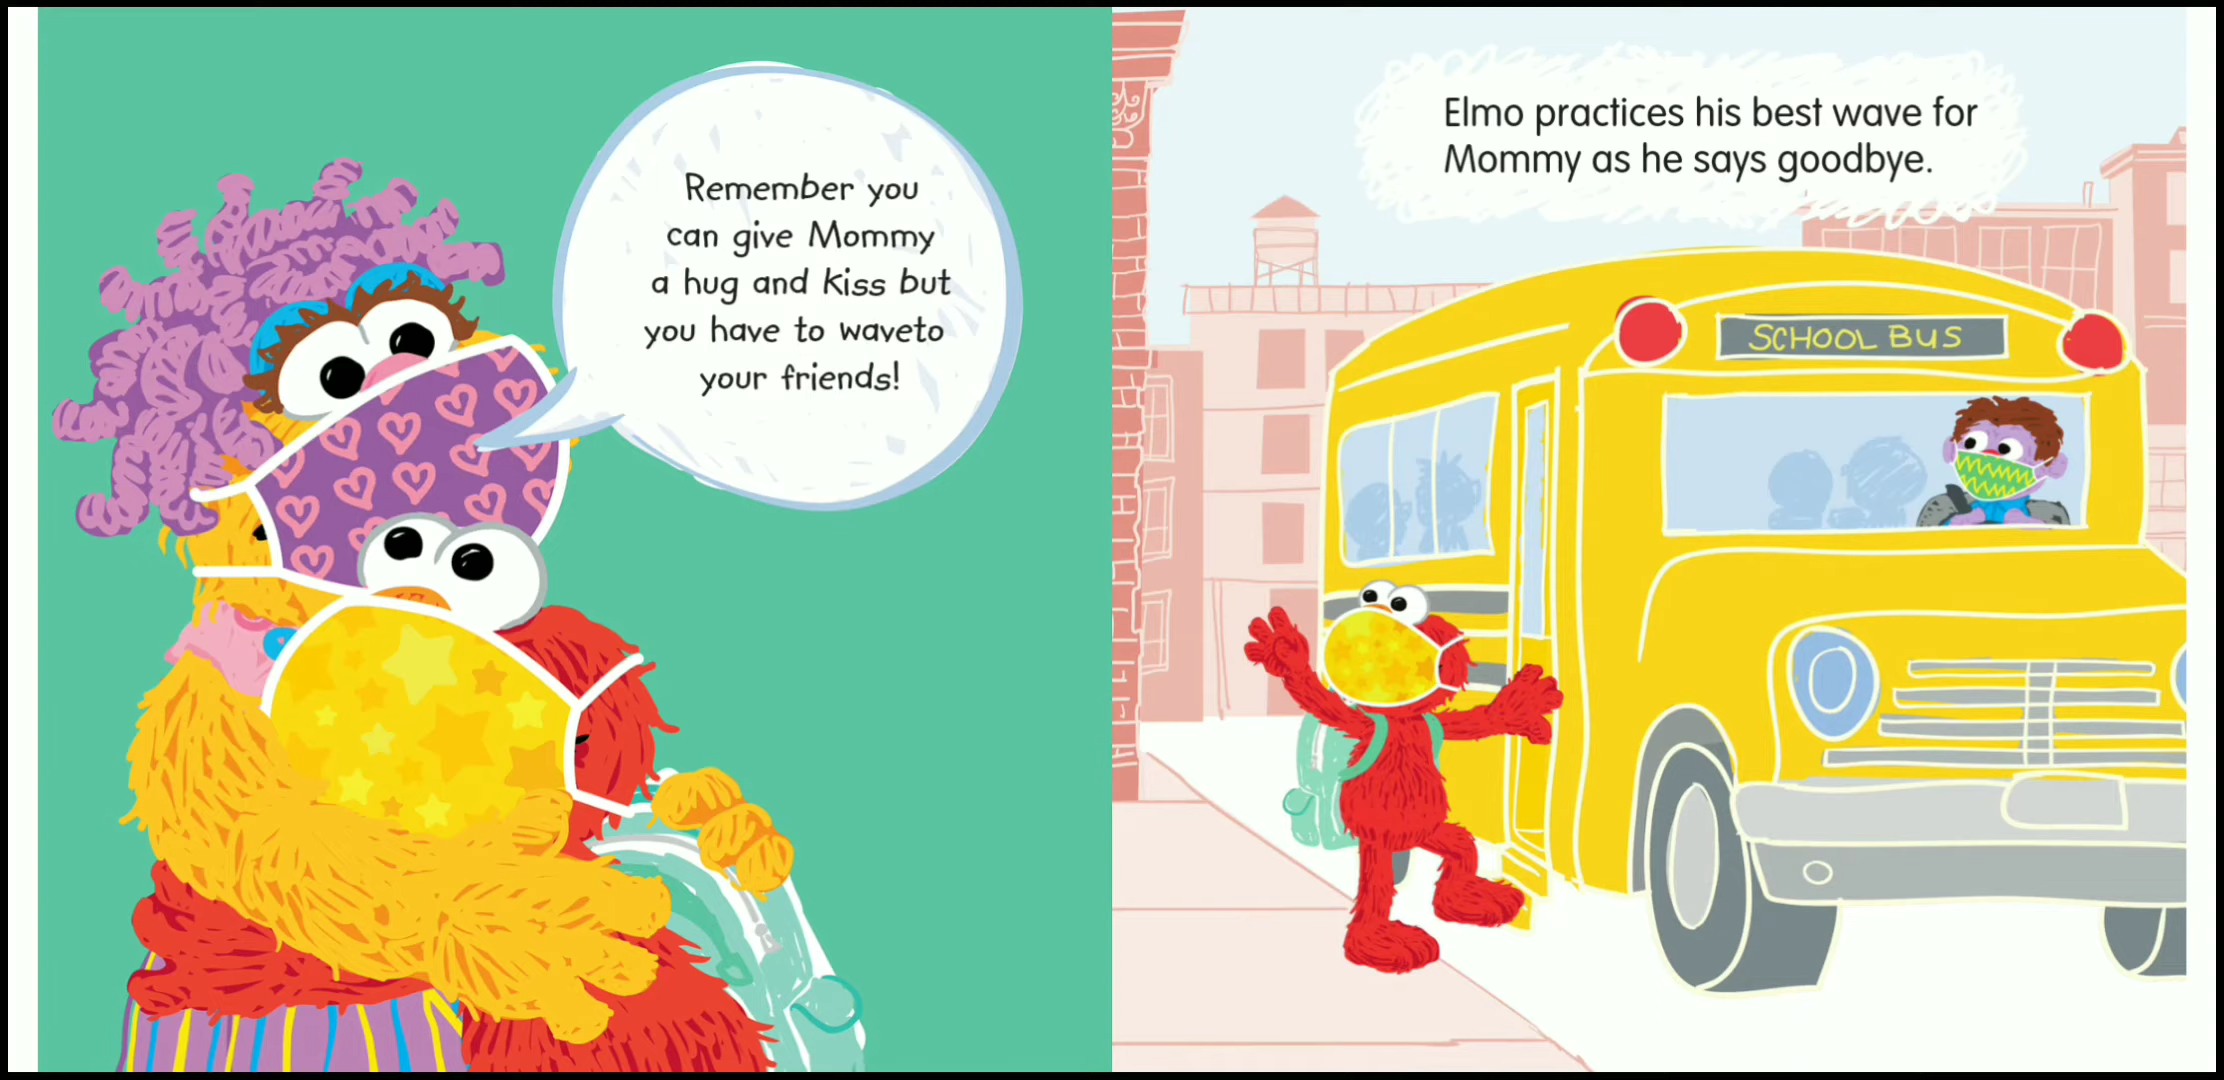 Remember you
can give Mommy
a hug and kiss but
you have to waveto
your friends!
Elmo practices his best wave for
Mommy as he says goodbye.
SCHOOL BUS